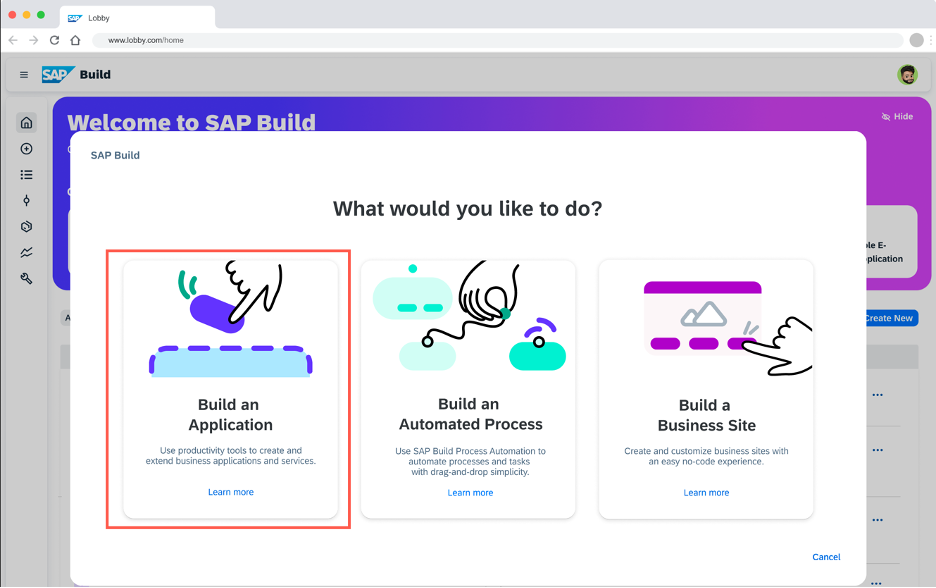 SAP Lobby
www.lobby.com/home
SAP Build
Welcome to SAP Build
Hide
SAP Build
What would you like to do?
Build an
Application
Use productivity tools to create and
extend business applications and services.
Learn more
Build an
Automated Process
Use SAP Build Process Automation to
automate processes and tasks
with drag-and-drop simplicity.
Learn more
Build a
Business Site
Create and customize business sites with
an easy no-code experience.
Learn more
Create New
Cancel